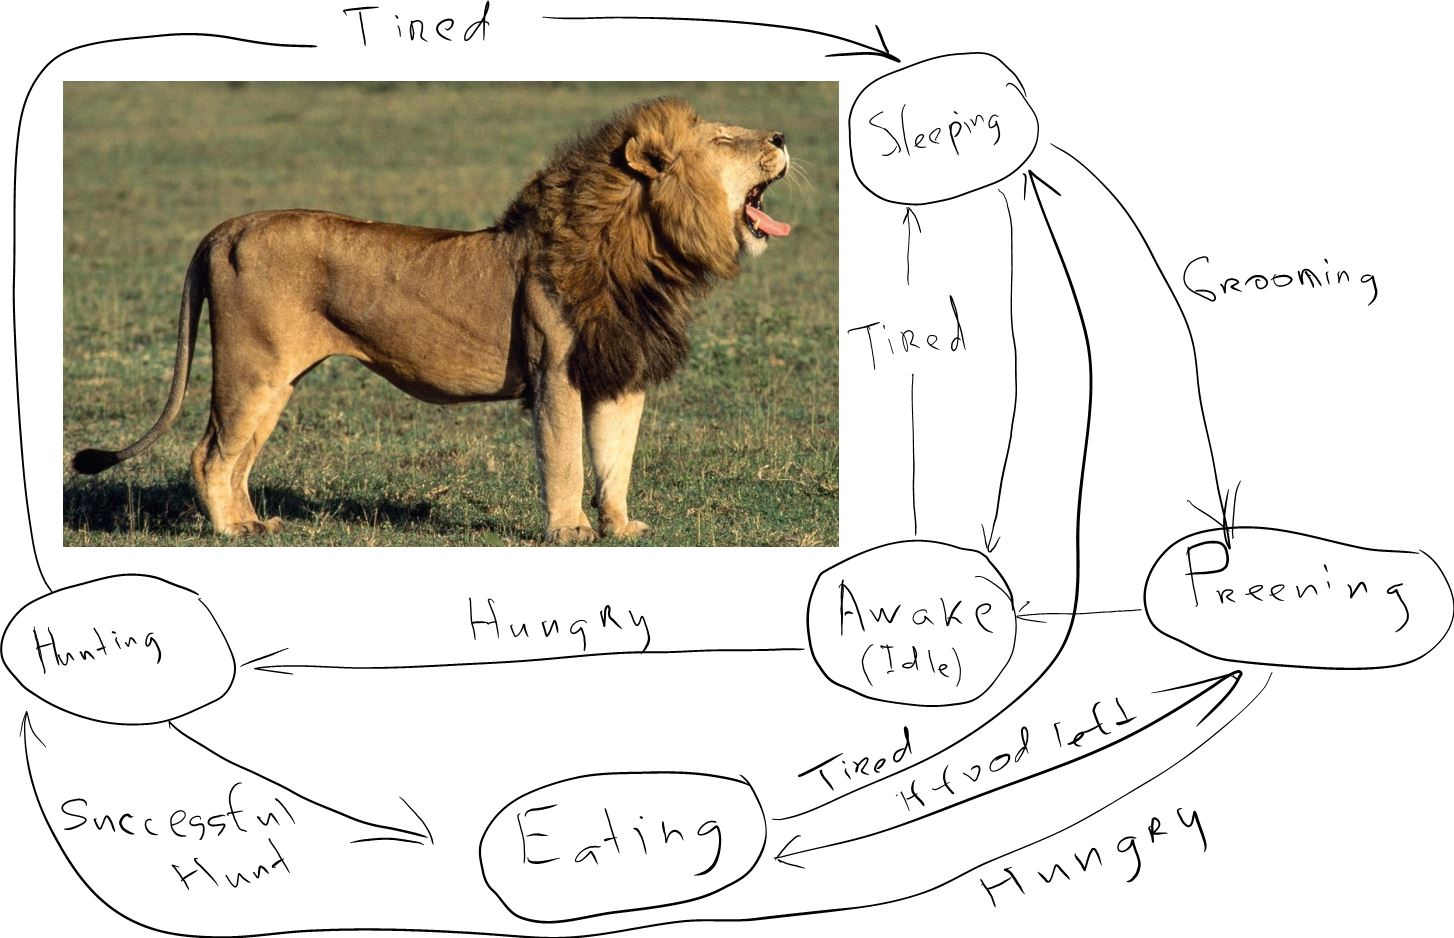 Tired
Sleeping
Grooming
Tired
Preening
Awake
(Idle)
Hungry
Hunting
Tired
if food left
Successful
Hunt
Eating
Hungry